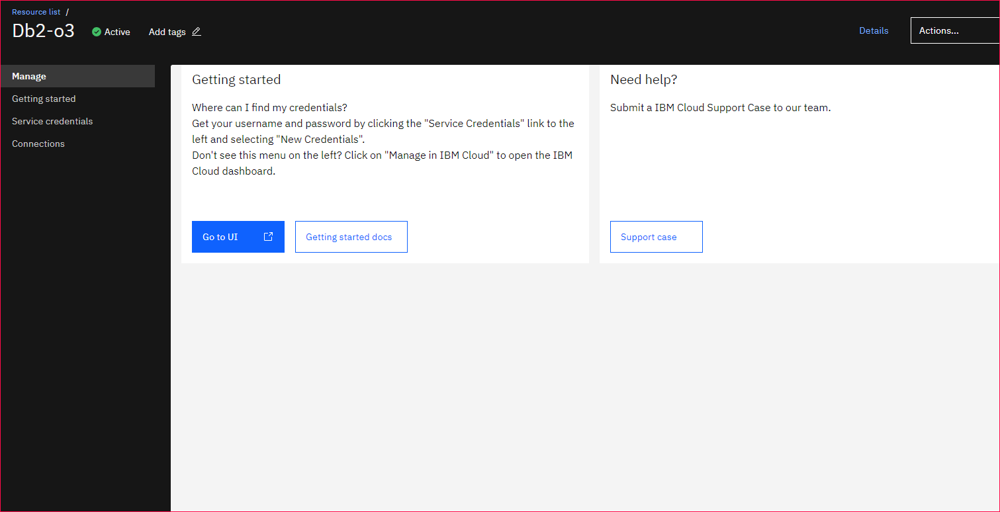 Resource list /
Db2-o3 Active Add tags Details Actions...
Manage
Getting started
Service credentials
Connections
Getting started
Where can I find my credentials?
Get your username and password by clicking the "Service Credentials" link to the
left and selecting "New Credentials".
Don't see this menu on the left? Click on "Manage in IBM Cloud" to open the IBM
Cloud dashboard.
Go to UI
Getting started docs
Need help?
Submit a IBM Cloud Support Case to our team.
Support case